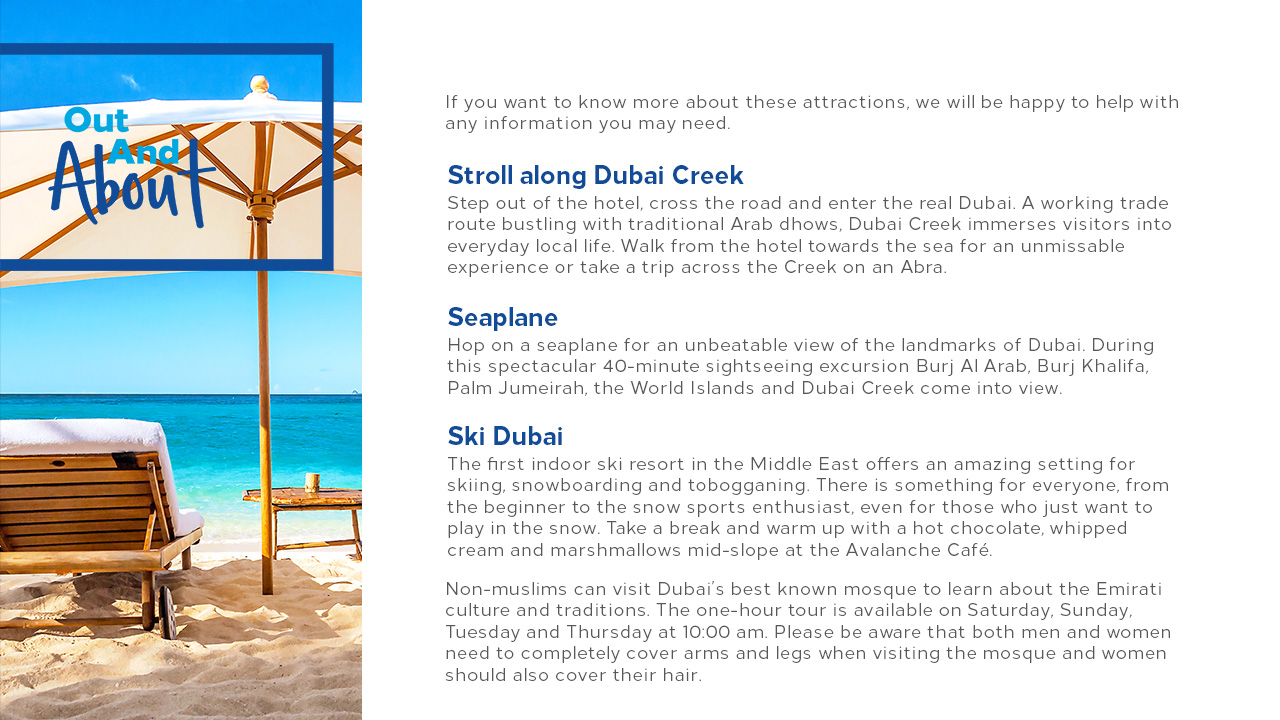 Out
And
About
If you want to know more about these attractions, we will be happy to help with
any information you may need.
Stroll along Dubai Creek
Step out of the hotel, cross the road and enter the real Dubai. A working trade
route bustling with traditional Arab dhows, Dubai Creek immerses visitors into
everyday local life. Walk from the hotel towards the sea for an unmissable
experience or take a trip across the Creek on an Abra.
Seaplane
Hop on a seaplane for an unbeatable view of the landmarks of Dubai. During
this spectacular 40-minute sightseeing excursion Burj Al Arab, Burj Khalifa,
Palm Jumeirah, the World Islands and Dubai Creek come into view.
Ski Dubai
The first indoor ski resort in the Middle East offers an amazing setting for
skiing, snowboarding and tobogganing. There is something for everyone, from
the beginner to the snow sports enthusiast, even for those who just want to
play in the snow. Take a break and warm up with a hot chocolate, whipped
cream and marshmallows mid-slope at the Avalanche Café.
Non-muslims can visit Dubai's best known mosque to learn about the Emirati
culture and traditions. The one-hour tour is available on Saturday, Sunday,
Tuesday and Thursday at 10:00 am. Please be aware that both men and women
need to completely cover arms and legs when visiting the mosque and women
should also cover their hair.